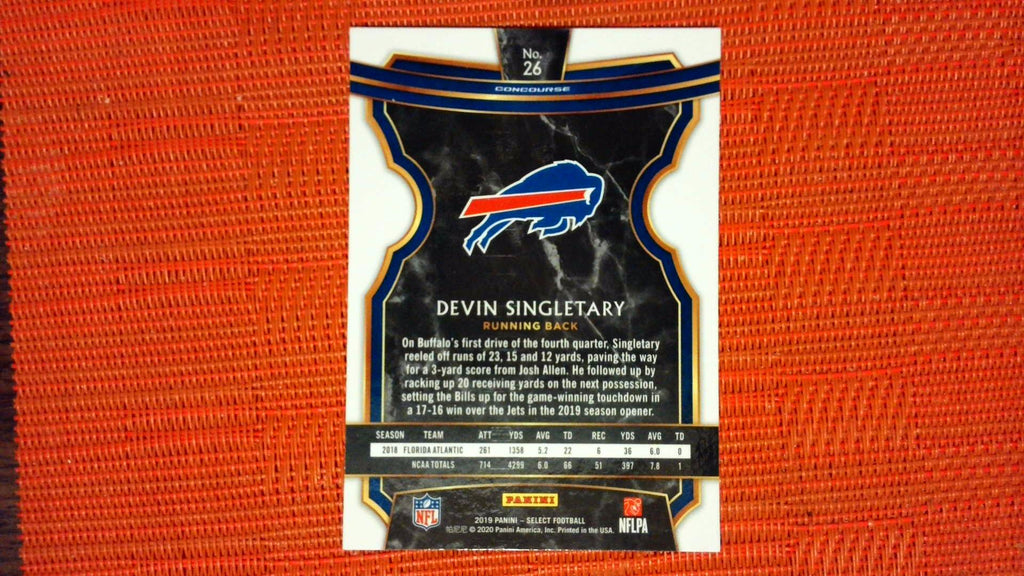 No.
26
CONCOURSE
DEVIN SINGLETARY
RUNNING BACK
On Buffalo's first drive of the fourth quarter, Singletary
reeled off runs of 23, 15 and 12 yards, paving the way
for a 3-yard score from Josh Allen. He followed up by
racking up 20 receiving yards on the next possession,
setting the Bills up for the game-winning touchdown in
a 17-16 win over the Jets in the 2019 season opener.
SEASON TEAM ATT YDS AVG TD REC YDS AVG TD
2018 FLORIDA ATLANTIC 261 1358 5.2 22 6 36 6.0 0
NCAA TOTALS 714 4299 6.0 66 51 397 7.8 1
NFL
PANINI
NFLPA
2019 PANINI – SELECT FOOTBALL
帕尼尼 © 2020 Panini America, Inc. Printed in the USA.